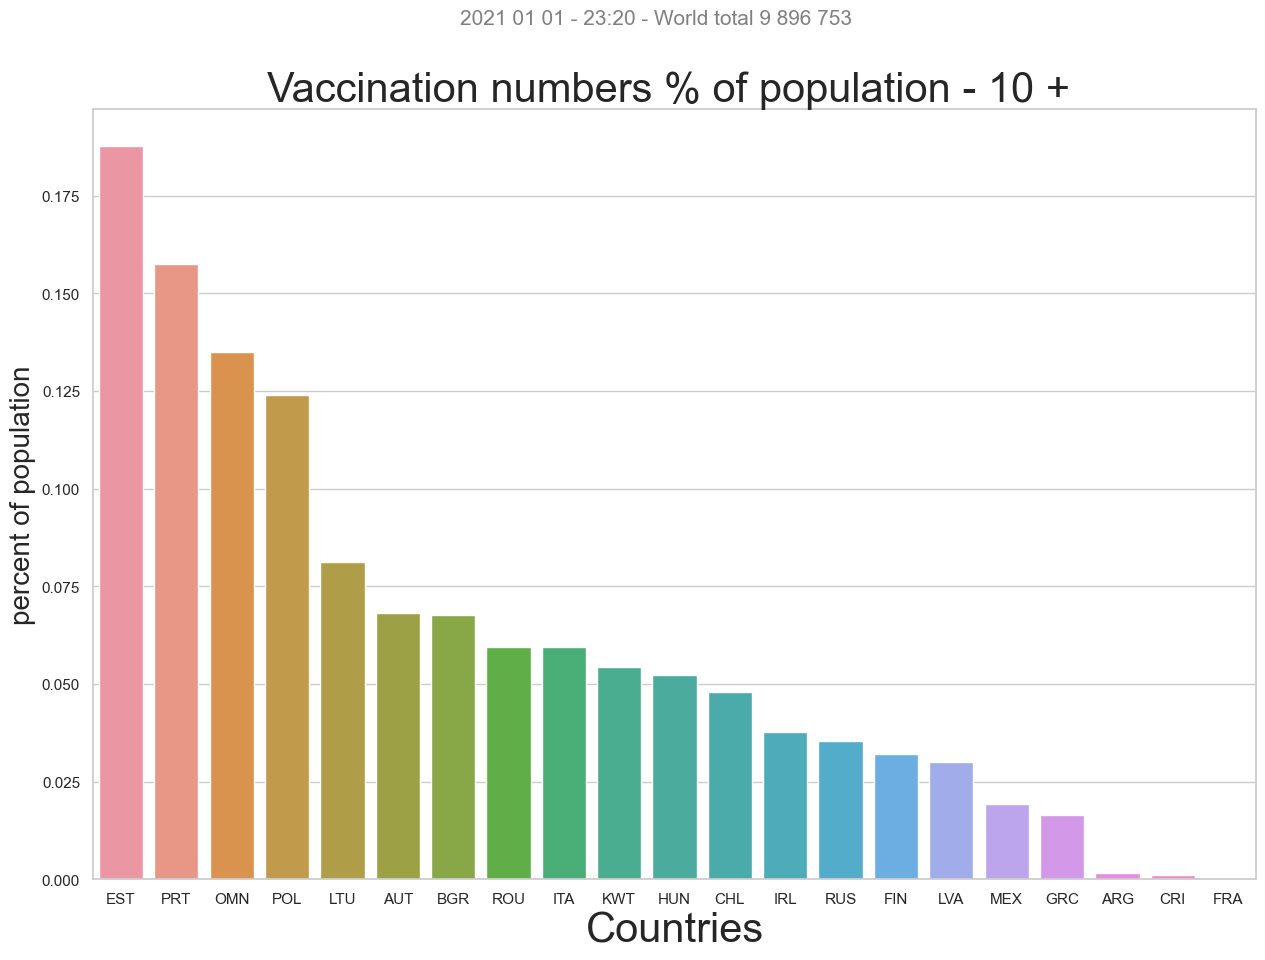 2021 01 01 - 23:20 - World total 9 896 753
Vaccination numbers % of population - 10 +
percent of population
0.175
0.150
0.125
0.100
0.075
0.050
0.025
0.000
EST PRT OMN POL LTU AUT BGR ROU ITA KWT HUN CHL IRL RUS FIN LVA MEX GRC ARG CRI FRA
Countries